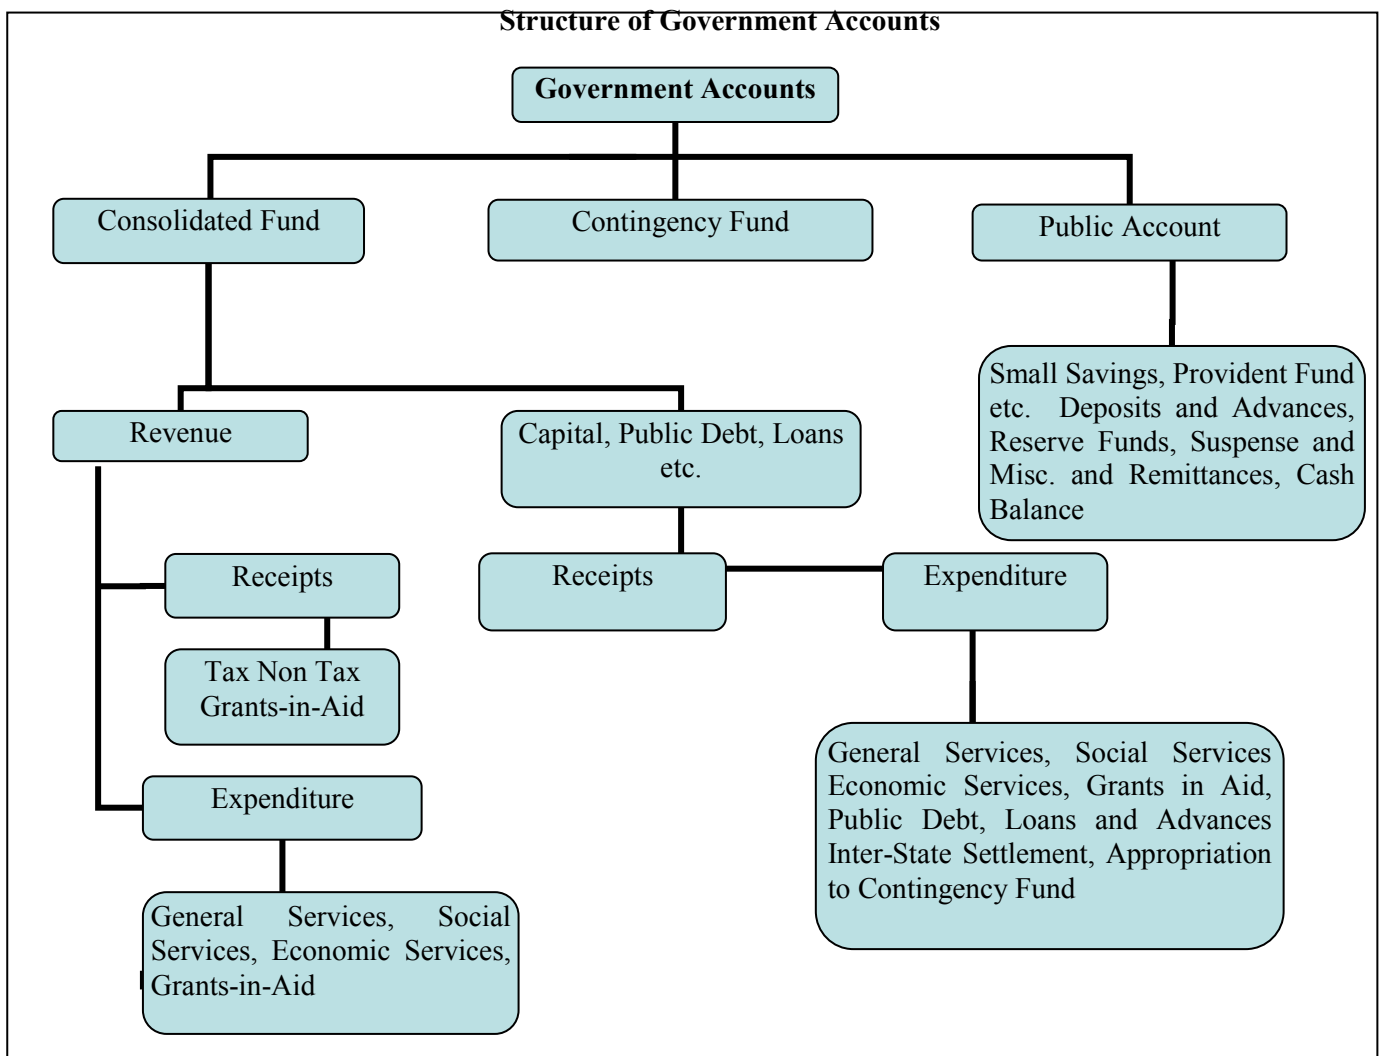 Structure of Government Accounts
Government Accounts
Consolidated Fund
Contingency Fund
Public Account
Small Savings, Provident Fund
etc. Deposits and Advances,
Reserve Funds, Suspense and
Misc. and Remittances, Cash
Balance
Revenue
Capital, Public Debt, Loans
etc.
Receipts
Receipts
Expenditure
Tax Non Tax
Grants-in-Aid
General Services, Social Services
Economic Services, Grants in Aid,
Public Debt, Loans and Advances
Inter-State Settlement, Appropriation
to Contingency Fund
Expenditure
General Services, Social
Services, Economic Services,
Grants-in-Aid